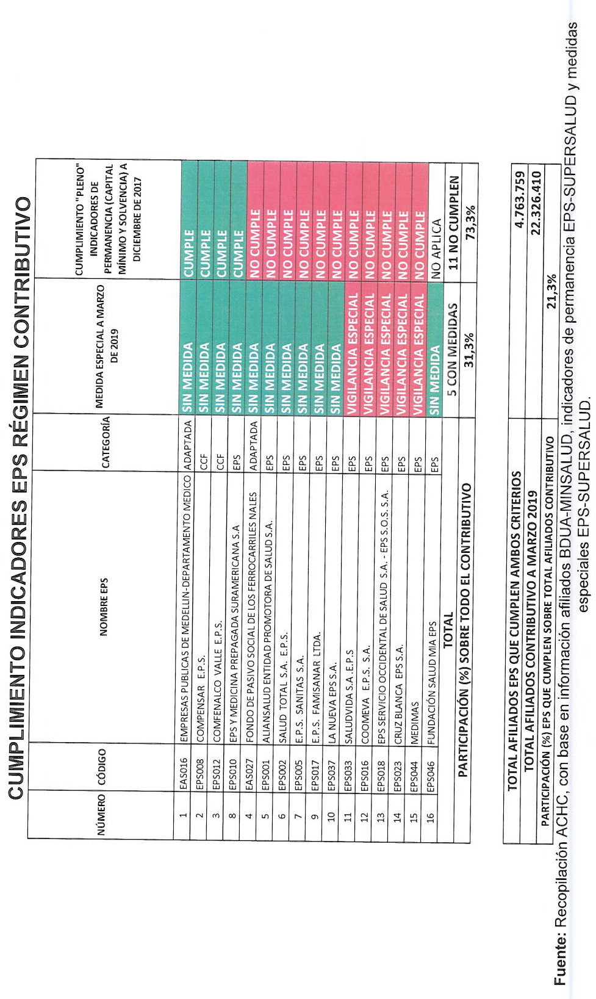 CUMPLIMIENTO INDICADORES EPS RÉGIMEN CONTRIBUTIVO
NÚMERO CÓDIGO NOMBRE EPS CATEGORÍA MEDIDA ESPECIAL A MARZO DE 2019 CUMPLIMIENTO "PLENO" INDICADORES DE PERMANENCIA (CAPITAL MÍNIMO Y SOLVENCIA) A DICIEMBRE DE 2017
1 EAS016 EMPRESAS PUBLICAS DE MEDELLIN-DEPARTAMENTO MEDICO ADAPTADA SIN MEDIDA CUMPLE
2 EPS008 COMPENSAR E.P.S. CCF SIN MEDIDA CUMPLE
3 EPS012 COMFENALCO VALLE E.P.S. CCF SIN MEDIDA CUMPLE
8 EPS010 EPS Y MEDICINA PREPAGADA SURAMERICANA S.A EPS SIN MEDIDA CUMPLE
4 EAS027 FONDO DE PASIVO SOCIAL DE LOS FERROCARRILES NALES ADAPTADA SIN MEDIDA NO CUMPLE
5 EPS001 ALIANSALUD ENTIDAD PROMOTORA DE SALUD S.A. EPS SIN MEDIDA NO CUMPLE
6 EPS002 SALUD TOTAL S.A. E.P.S. EPS SIN MEDIDA NO CUMPLE
7 EPS005 E.P.S. SANITAS S.A. EPS SIN MEDIDA NO CUMPLE
9 EPS017 E.P.S. FAMISANAR LTDA. EPS SIN MEDIDA NO CUMPLE
10 EPS037 LA NUEVA EPS S.A. EPS SIN MEDIDA NO CUMPLE
11 EPS033 SALUDVIDA S.A .E.P.S EPS VIGILANCIA ESPECIAL NO CUMPLE
12 EPS016 COOMEVA E.P.S. S.A. EPS VIGILANCIA ESPECIAL NO CUMPLE
13 EPS018 EPS SERVICIO OCCIDENTAL DE SALUD S.A. - EPS S.O.S. S.A. EPS VIGILANCIA ESPECIAL NO CUMPLE
14 EPS023 CRUZ BLANCA EPS S.A. EPS VIGILANCIA ESPECIAL NO CUMPLE
15 EPS044 MEDIMAS EPS VIGILANCIA ESPECIAL NO CUMPLE
16 EPS046 FUNDACIÓN SALUD MIA EPS EPS SIN MEDIDA NO APLICA
TOTAL 5 CON MEDIDAS 11 NO CUMPLEN
PARTICIPACIÓN (%) SOBRE TODO EL CONTRIBUTIVO 31,3% 73,3%
TOTAL AFILIADOS EPS QUE CUMPLEN AMBOS CRITERIOS 4.763.759
TOTAL AFILIADOS CONTRIBUTIVO A MARZO 2019 22.326.410
PARTICIPACIÓN (%) EPS QUE CUMPLEN SOBRE TOTAL AFILIADOS CONTRIBUTIVO 21,3%
Fuente: Recopilación ACHC, con base en información afiliados BDUA-MINSALUD, indicadores de permanencia EPS-SUPERSALUD y medidas
especiales EPS-SUPERSALUD.